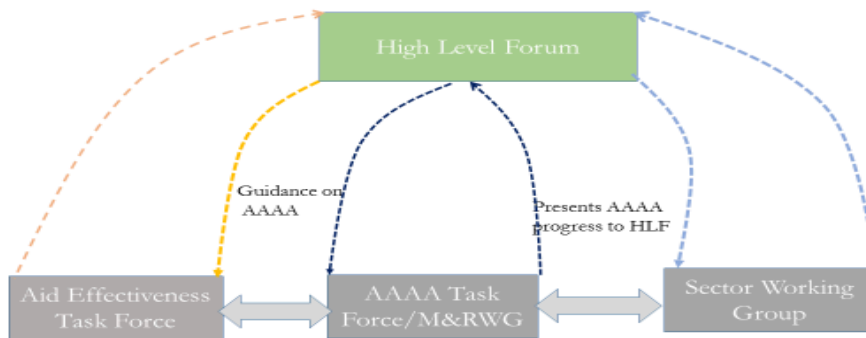 High Level Forum
Guidance on
AAAA
Presents AAAA
progress to HLF
Aid Effectiveness
Task Force
AAAA Task
Force/M&RWG
Sector Working
Group